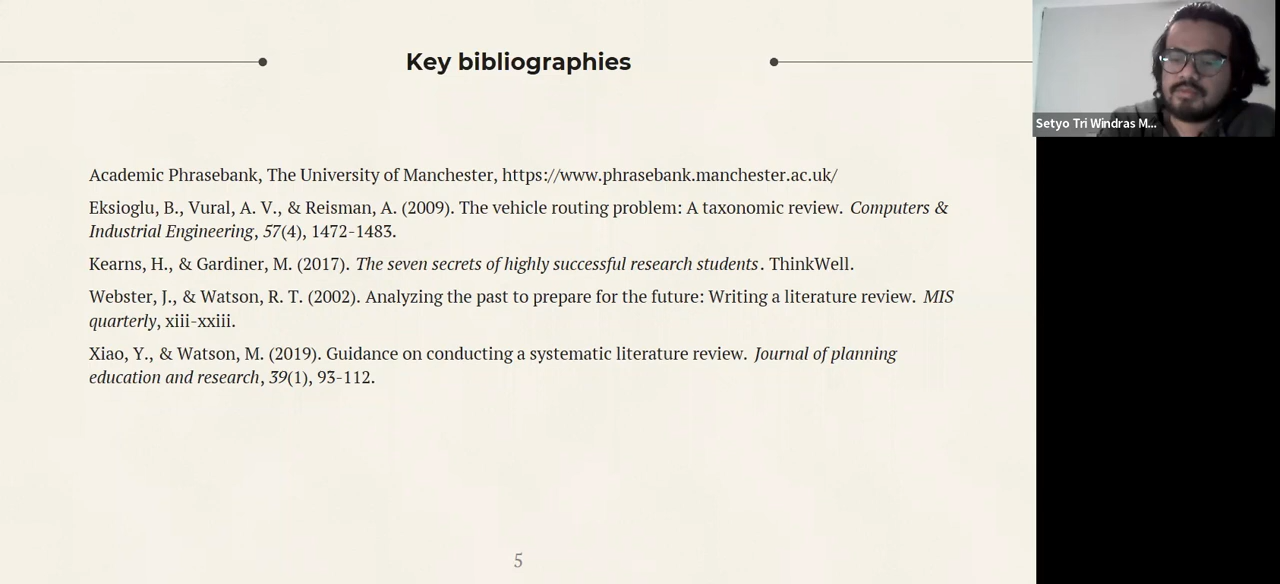 Key bibliographies
Setyo Tri Windras M...
Academic Phrasebank, The University of Manchester, https://www.phrasebank.manchester.ac.uk/
Eksioglu, B., Vural, A. V., & Reisman, A. (2009). The vehicle routing problem: A taxonomic review. Computers &
Industrial Engineering, 57(4), 1472-1483.
Kearns, H., & Gardiner, M. (2017). The seven secrets of highly successful research students. ThinkWell.
Webster, J., & Watson, R. T. (2002). Analyzing the past to prepare for the future: Writing a literature review. MIS
quarterly, xiii-xxiii.
Xiao, Y., & Watson, M. (2019). Guidance on conducting a systematic literature review. Journal of planning
education and research, 39(1), 93-112.
5